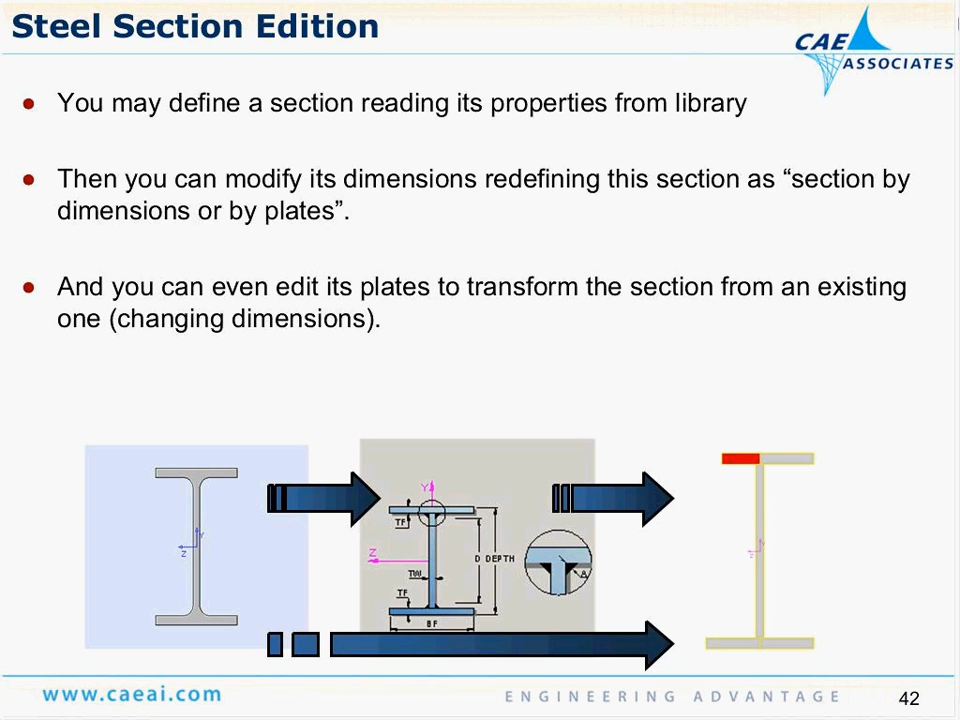 Steel Section Edition
CAE
ASSOCIATES
● You may define a section reading its properties from library
● Then you can modify its dimensions redefining this section as “section by
dimensions or by plates”.
● And you can even edit its plates to transform the section from an existing
one (changing dimensions).
Y
Z
Y
TF
Z
D DEPTH
TW
A
TF
BF
www.caeai.com
ENGINEERING ADVANTAGE
42